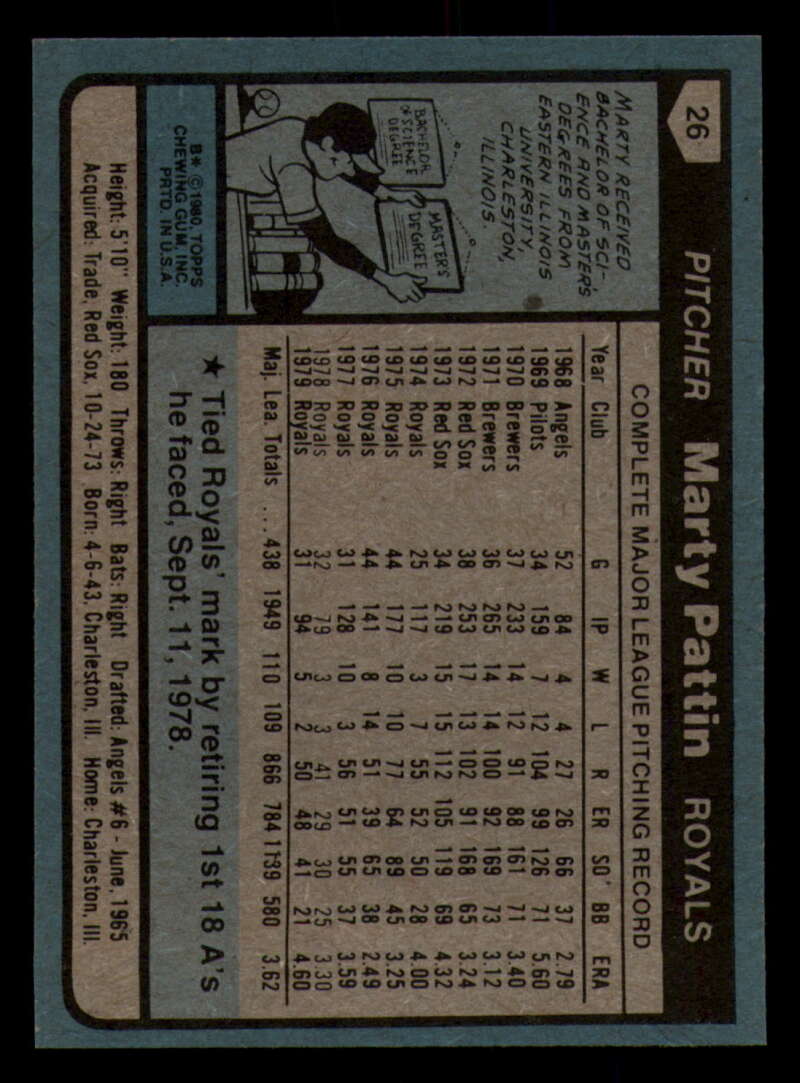 26
PITCHER Marty Pattin ROYALS
MARTY RECEIVED
BACHELOR OF SCI-
ENCE AND MASTER'S
DEGREES FROM
EASTERN ILLINOIS
UNIVERSITY,
CHARLESTON,
ILLINOIS.
BACHELOR
OF SCIENCE
DEGREE
MASTER'S
DEGREE
B* © 1980 TOPPS
CHEWING GUM, INC.
PRTD. IN U.S.A.
COMPLETE MAJOR LEAGUE PITCHING RECORD
Year Club G IP W L R ER SO BB ERA
1968 Angels 52 84 4 4 27 26 66 37 2.79
1969 Pilots 34 159 7 12 104 99 126 71 5.60
1970 Brewers 37 233 14 12 91 88 161 71 3.40
1971 Brewers 36 265 14 14 100 92 169 73 3.12
1972 Red Sox 38 253 17 13 102 91 168 65 3.24
1973 Red Sox 34 219 15 15 112 105 119 69 4.32
1974 Royals 25 117 3 7 55 52 50 28 4.00
1975 Royals 44 177 10 10 77 64 89 45 3.25
1976 Royals 44 141 8 14 51 39 65 38 2.49
1977 Royals 31 128 10 3 56 51 55 37 3.59
1978 Royals 32 79 3 3 41 29 30 25 3.30
1979 Royals 31 94 5 2 50 48 41 21 4.60
Maj. Lea. Totals ... 438 1949 110 109 866 784 1139 580 3.62
★ Tied Royals' mark by retiring 1st 18 A's
he faced, Sept. 11, 1978.
Height: 5'10" Weight: 180 Throws: Right Bats: Right Drafted: Angels #6 - June, 1965
Acquired: Trade, Red Sox, 10-24-73 Born: 4-6-43, Charleston, Ill. Home: Charleston, Ill.